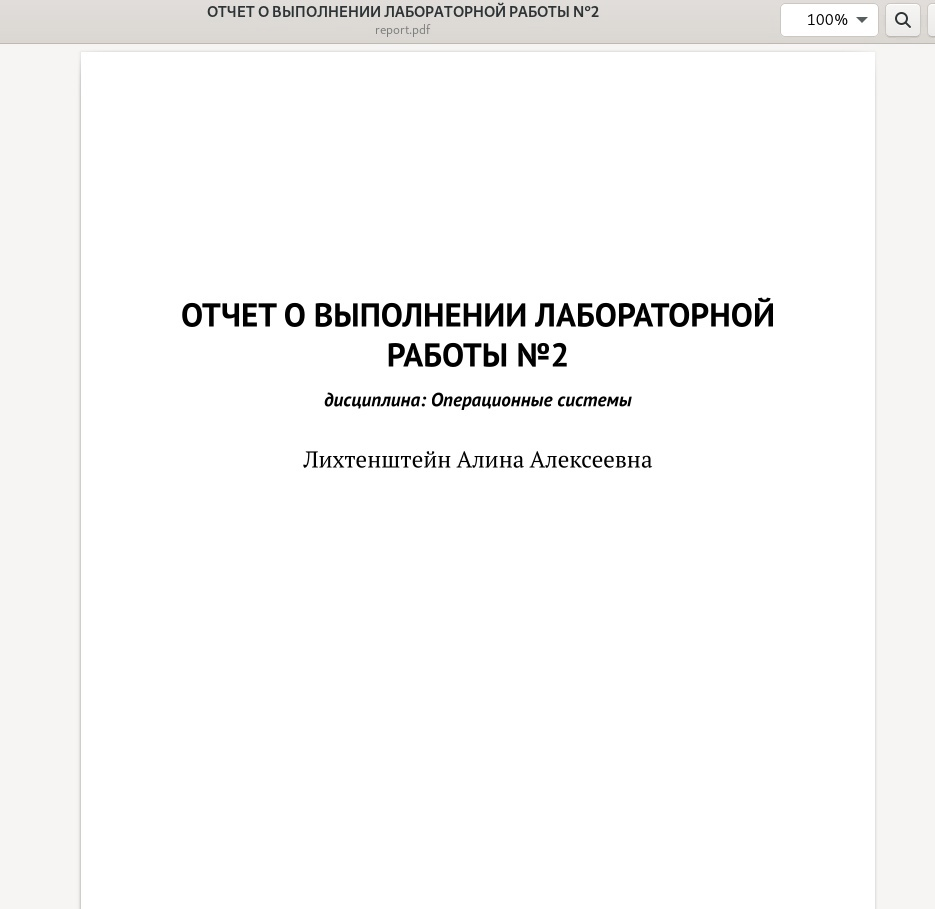 ОТЧЕТ О ВЫПОЛНЕНИИ ЛАБОРАТОРНОЙ РАБОТЫ №2
report.pdf
100%
ОТЧЕТ О ВЫПОЛНЕНИИ ЛАБОРАТОРНОЙ
РАБОТЫ №2
дисциплина: Операционные системы
Лихтенштейн Алина Алексеевна